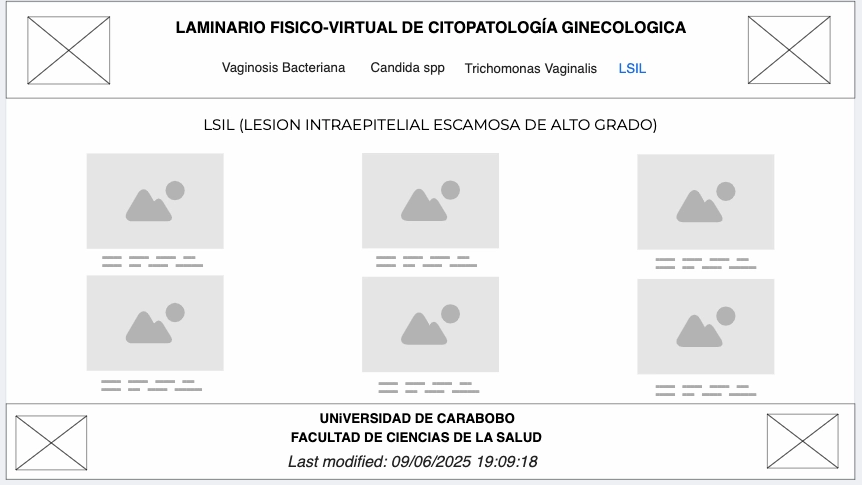 LAMINARIO FISICO-VIRTUAL DE CITOPATOLOGÍA GINECOLOGICA
Vaginosis Bacteriana Candida spp Trichomonas Vaginalis LSIL
LSIL (LESION INTRAEPITELIAL ESCAMOSA DE ALTO GRADO)
UNiVERSIDAD DE CARABOBO
FACULTAD DE CIENCIAS DE LA SALUD
Last modified: 09/06/2025 19:09:18